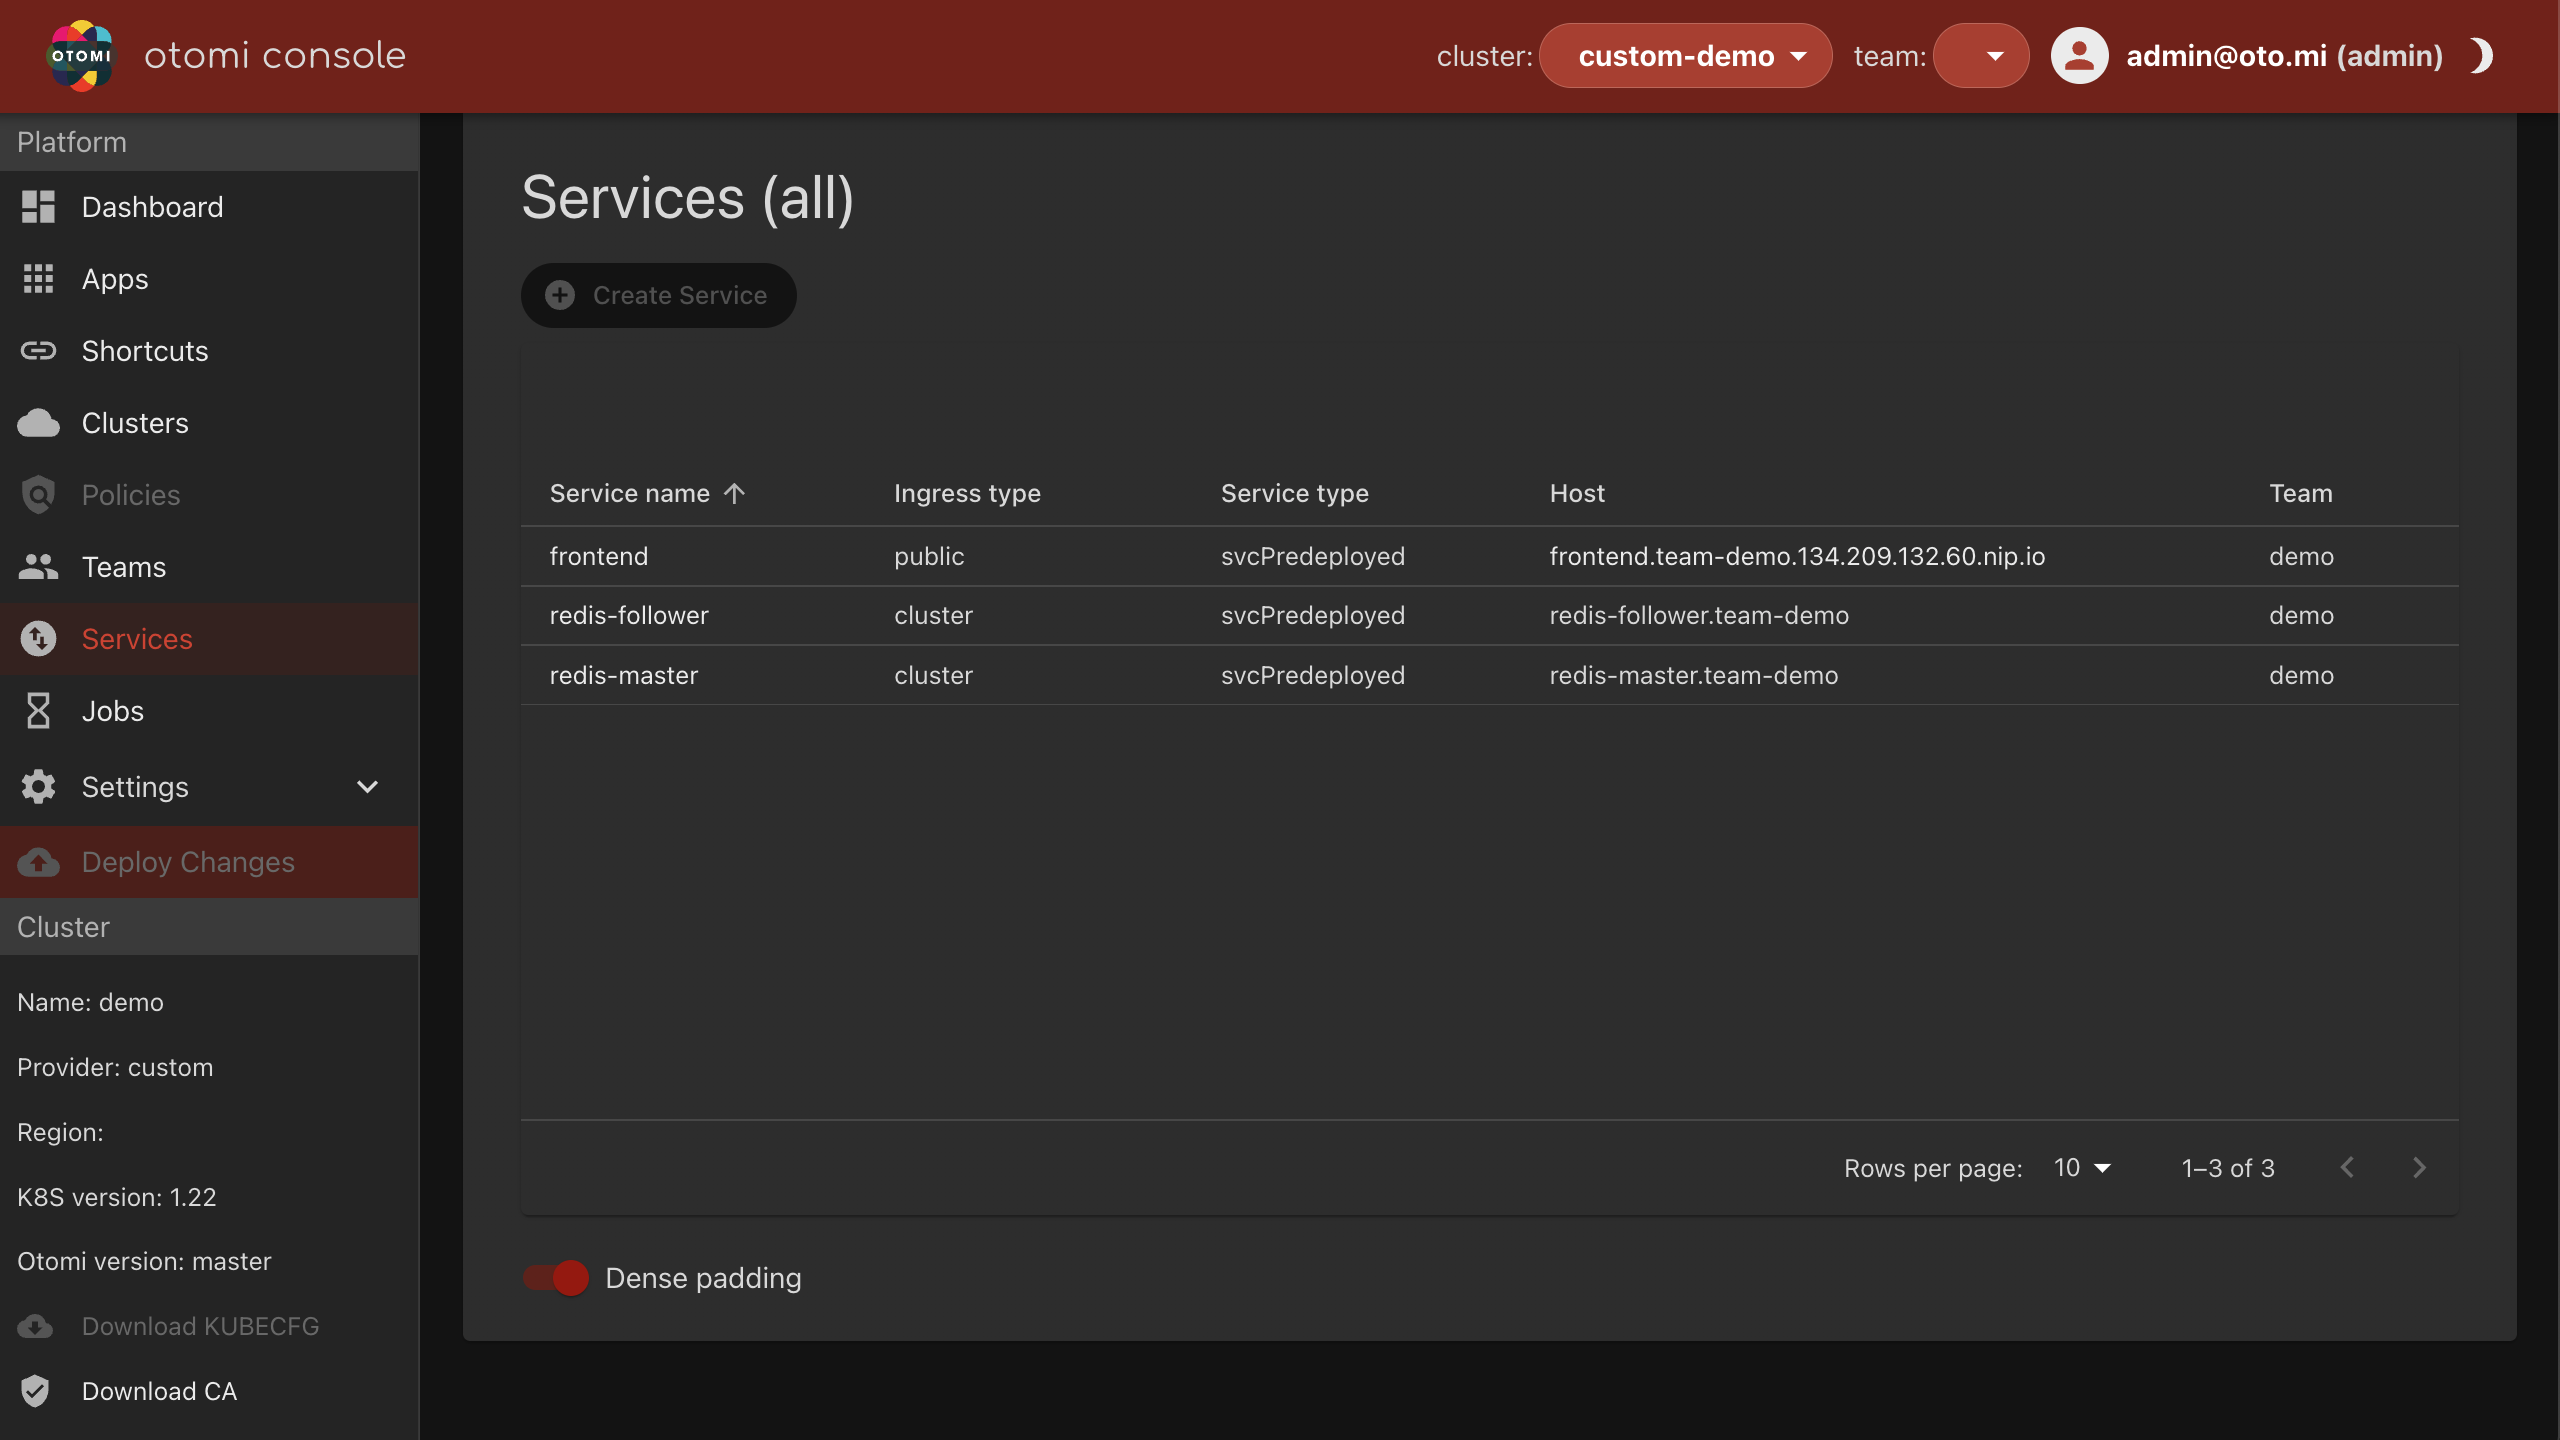 OTOMI
otomi console
cluster: custom-demo
team:
admin@oto.mi (admin)
Platform
Dashboard
Apps
Shortcuts
Clusters
Policies
Teams
Services
Jobs
Settings
Deploy Changes
Cluster
Name: demo
Provider: custom
Region:
K8S version: 1.22
Otomi version: master
Download KUBECFG
Download CA
Services (all)
Create Service
Service name Ingress type Service type Host Team
frontend public svcPredeployed frontend.team-demo.134.209.132.60.nip.io demo
redis-follower cluster svcPredeployed redis-follower.team-demo demo
redis-master cluster svcPredeployed redis-master.team-demo demo
Rows per page: 10 1–3 of 3
Dense padding